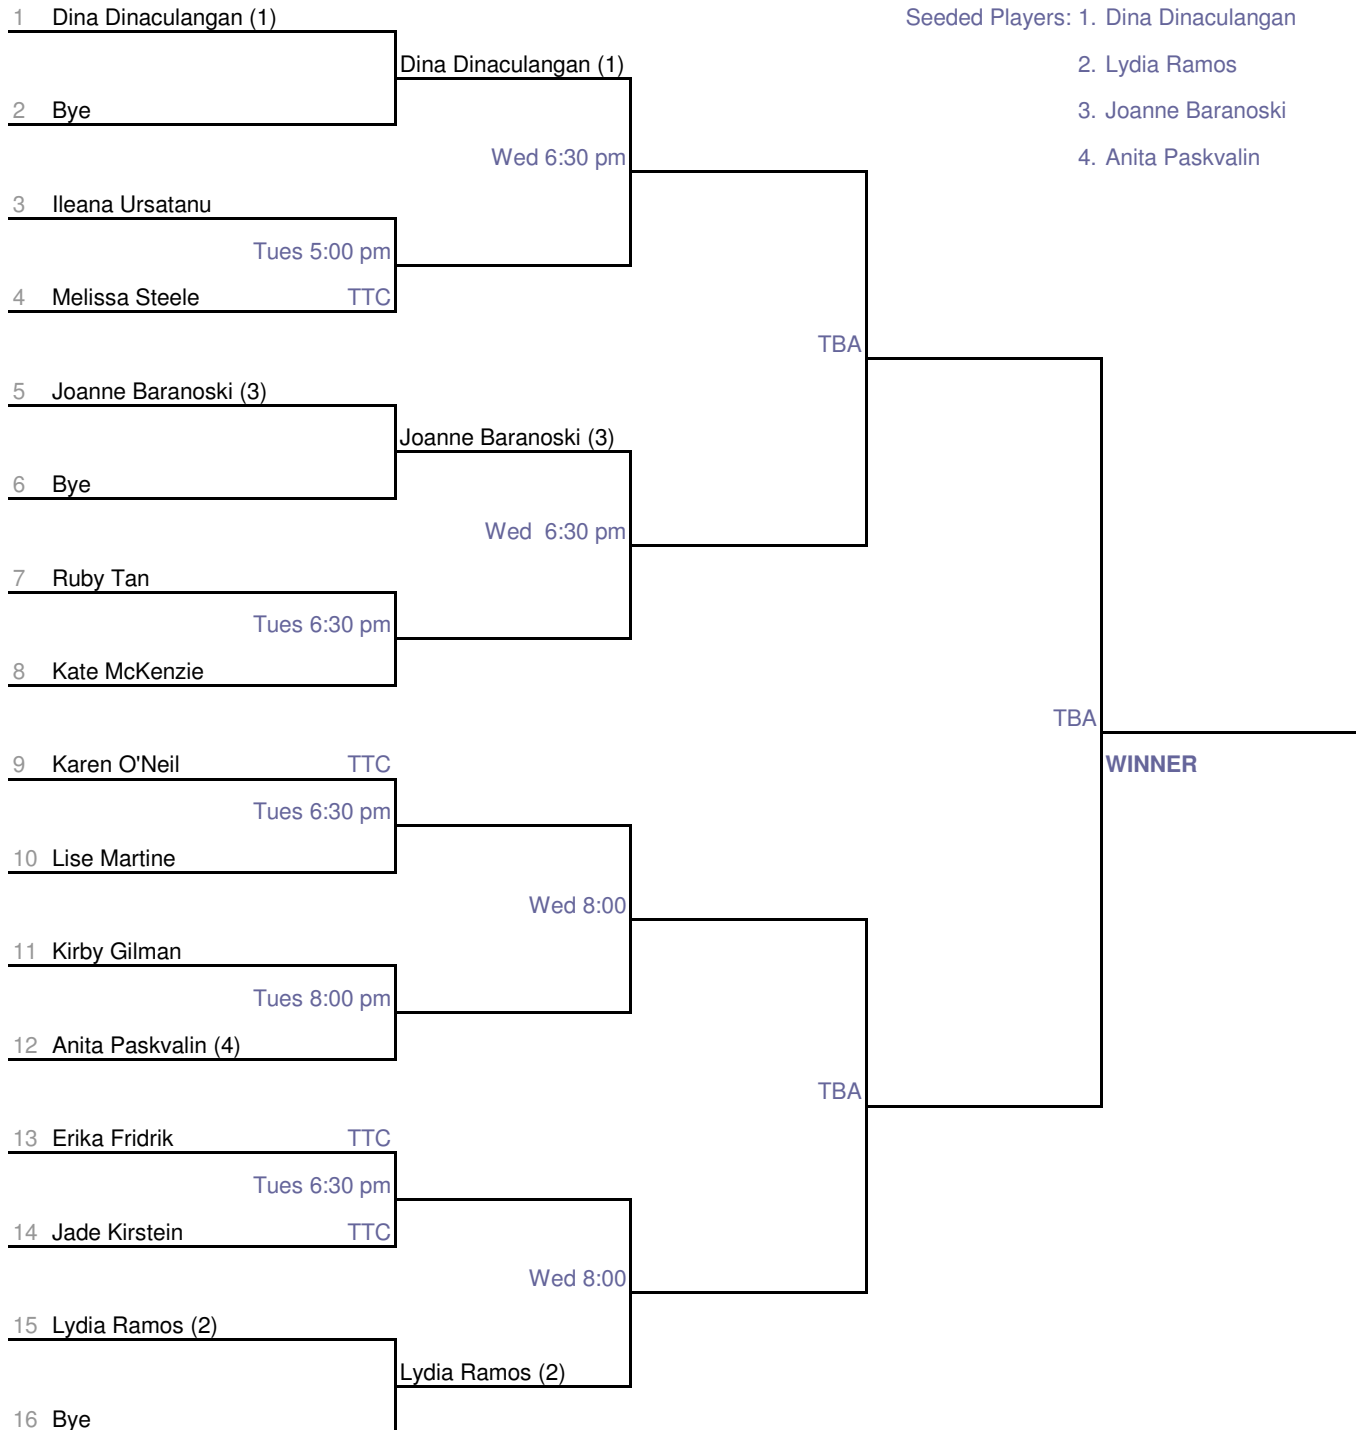 1 Dina Dinaculangan (1)
Seeded Players: 1. Dina Dinaculangan
Dina Dinaculangan (1)
2. Lydia Ramos
2 Bye
3. Joanne Baranoski
Wed 6:30 pm
4. Anita Paskvalin
3 Ileana Ursatanu
Tues 5:00 pm
4 Melissa Steele TTC
TBA
5 Joanne Baranoski (3)
Joanne Baranoski (3)
6 Bye
Wed 6:30 pm
7 Ruby Tan
Tues 6:30 pm
8 Kate McKenzie
TBA
9 Karen O'Neil TTC
WINNER
Tues 6:30 pm
10 Lise Martine
Wed 8:00
11 Kirby Gilman
Tues 8:00 pm
12 Anita Paskvalin (4)
TBA
13 Erika Fridrik TTC
Tues 6:30 pm
14 Jade Kirstein TTC
Wed 8:00
15 Lydia Ramos (2)
Lydia Ramos (2)
16 Bye